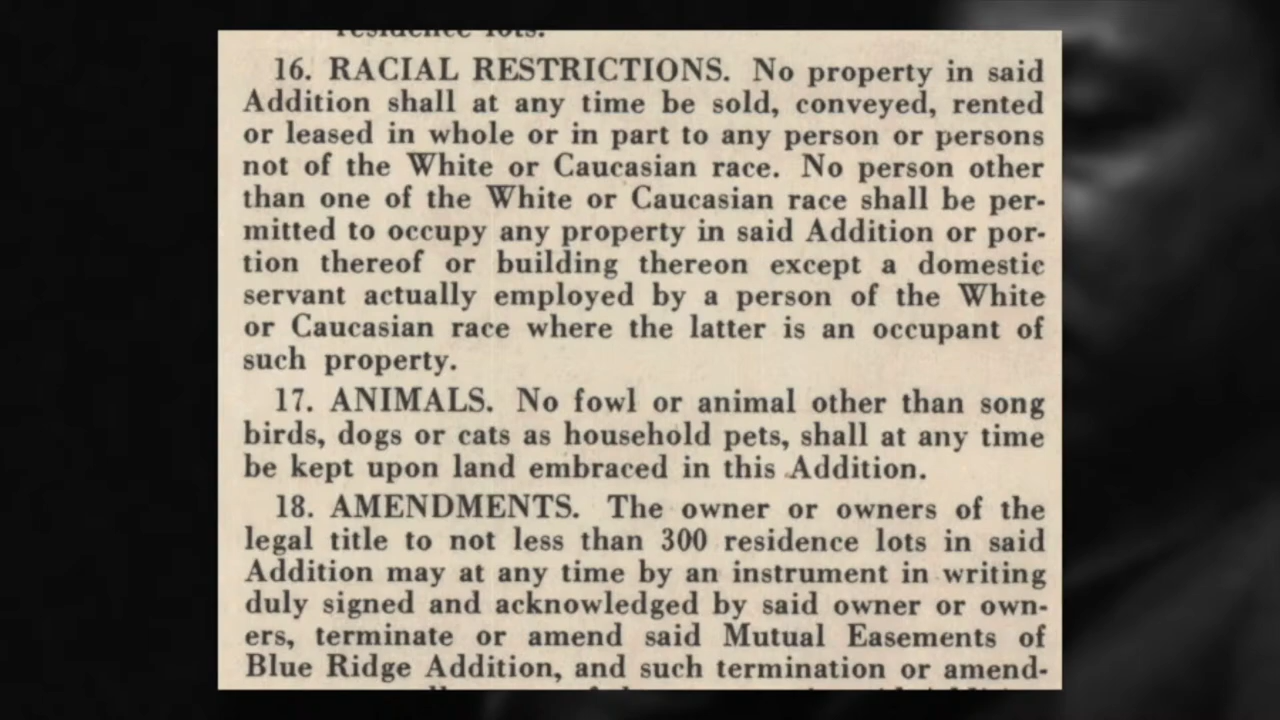 residence lots.
16. RACIAL RESTRICTIONS. No property in said
Addition shall at any time be sold, conveyed, rented
or leased in whole or in part to any person or persons
not of the White or Caucasian race. No person other
than one of the White or Caucasian race shall be per-
mitted to occupy any property in said Addition or por-
tion thereof or building thereon except a domestic
servant actually employed by a person of the White
or Caucasian race where the latter is an occupant of
such property.
17. ANIMALS. No fowl or animal other than song
birds, dogs or cats as household pets, shall at any time
be kept upon land embraced in this Addition.
18. AMENDMENTS. The owner or owners of the
legal title to not less than 300 residence lots in said
Addition may at any time by an instrument in writing
duly signed and acknowledged by said owner or own-
ers, terminate or amend said Mutual Easements of
Blue Ridge Addition, and such termination or amend-